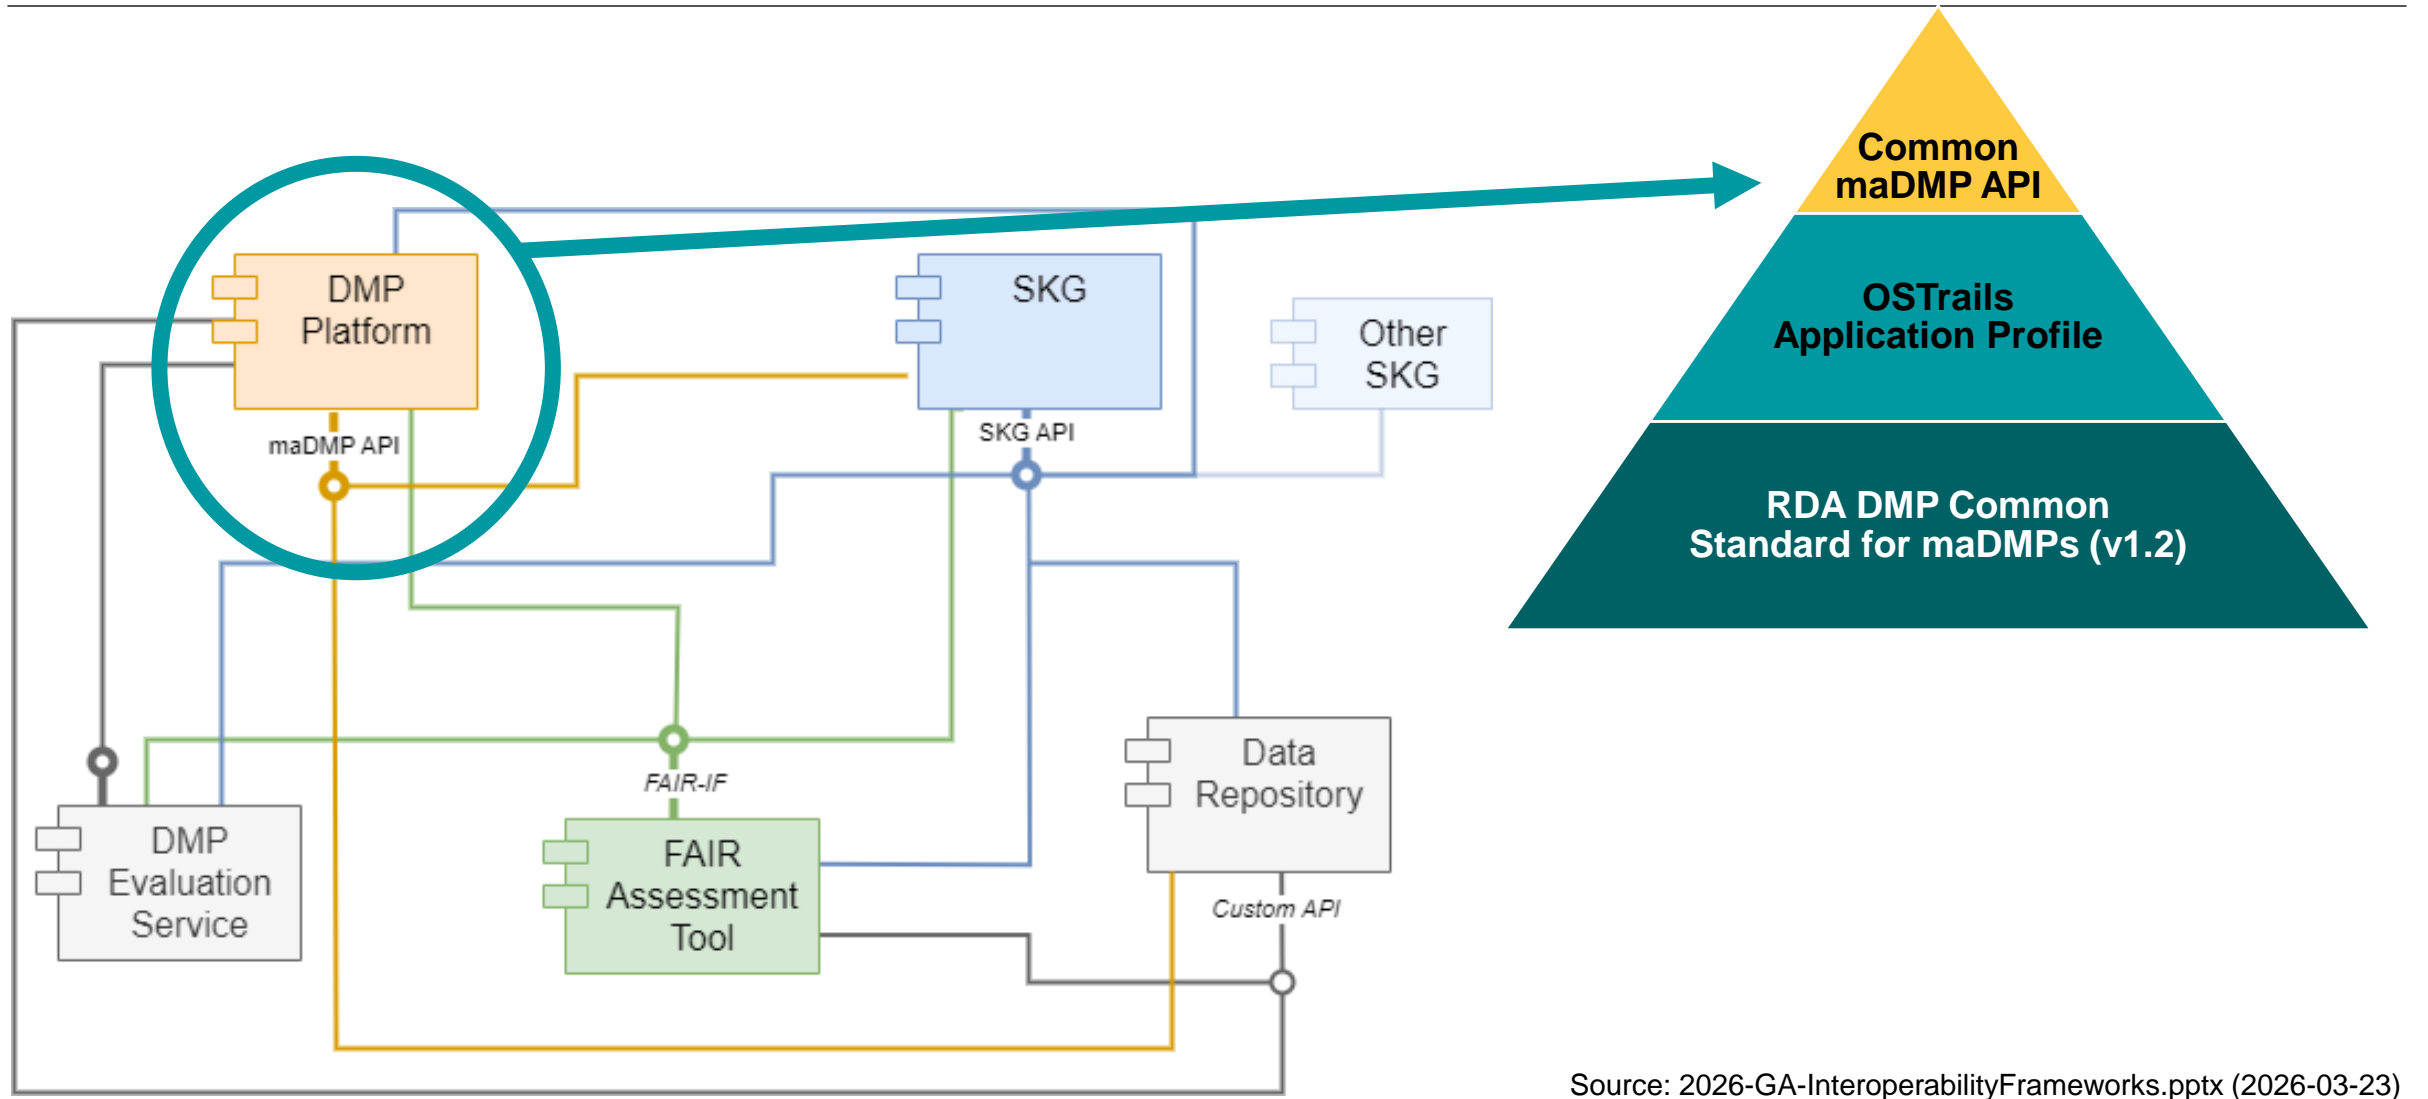 Common
maDMP API
OSTrails
Application Profile
RDA DMP Common
Standard for maDMPs (v1.2)
DMP
Platform
SKG
Other
SKG
maDMP API
SKG API
FAIR-IF
Data
Repository
DMP
Evaluation
Service
FAIR
Assessment
Tool
Custom API
Source: 2026-GA-InteroperabilityFrameworks.pptx (2026-03-23)